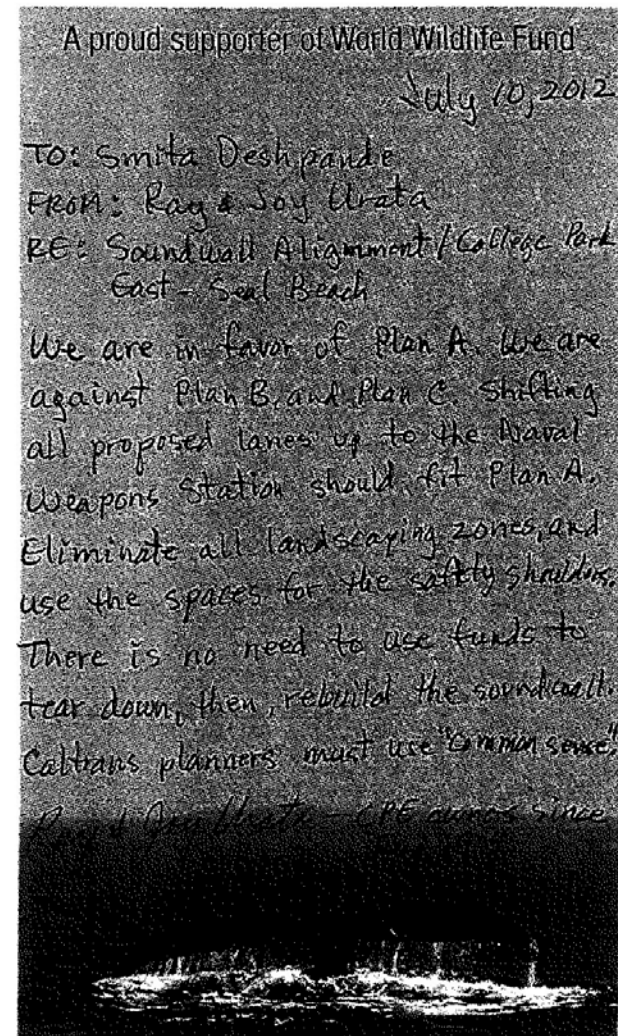 A proud supporter of World Wildlife Fund
July 10, 2012
TO: Smita Deshpande
FROM: Ray & Joy Urata
RE: Soundwall Alignment/College Park
East - Seal Beach
We are in favor of Plan A. We are
against Plan B, and Plan C. Shifting
all proposed lanes up to the Naval
Weapons Station should fit Plan A.
Eliminate all landscaping zones, and
use the spaces for the safety shoulders.
There is no need to use funds to
tear down, then, rebuild the soundwall.
Caltrans planners must use "common sense".
Ray & Joy Urata - CPE owners since